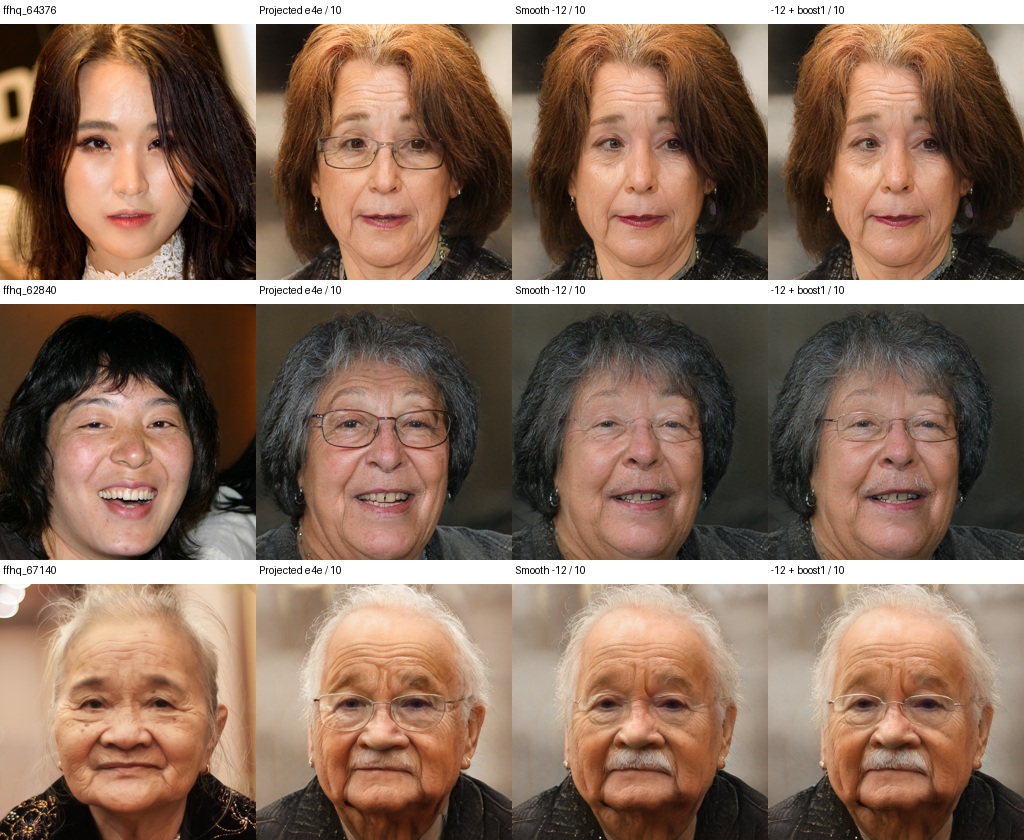 ffhq_64376 Projected e4e / 10 Smooth -12 / 10 -12 + boost1 / 10
ffhq_62840 Projected e4e / 10 Smooth -12 / 10 -12 + boost1 / 10
ffhq_67140 Projected e4e / 10 Smooth -12 / 10 -12 + boost1 / 10